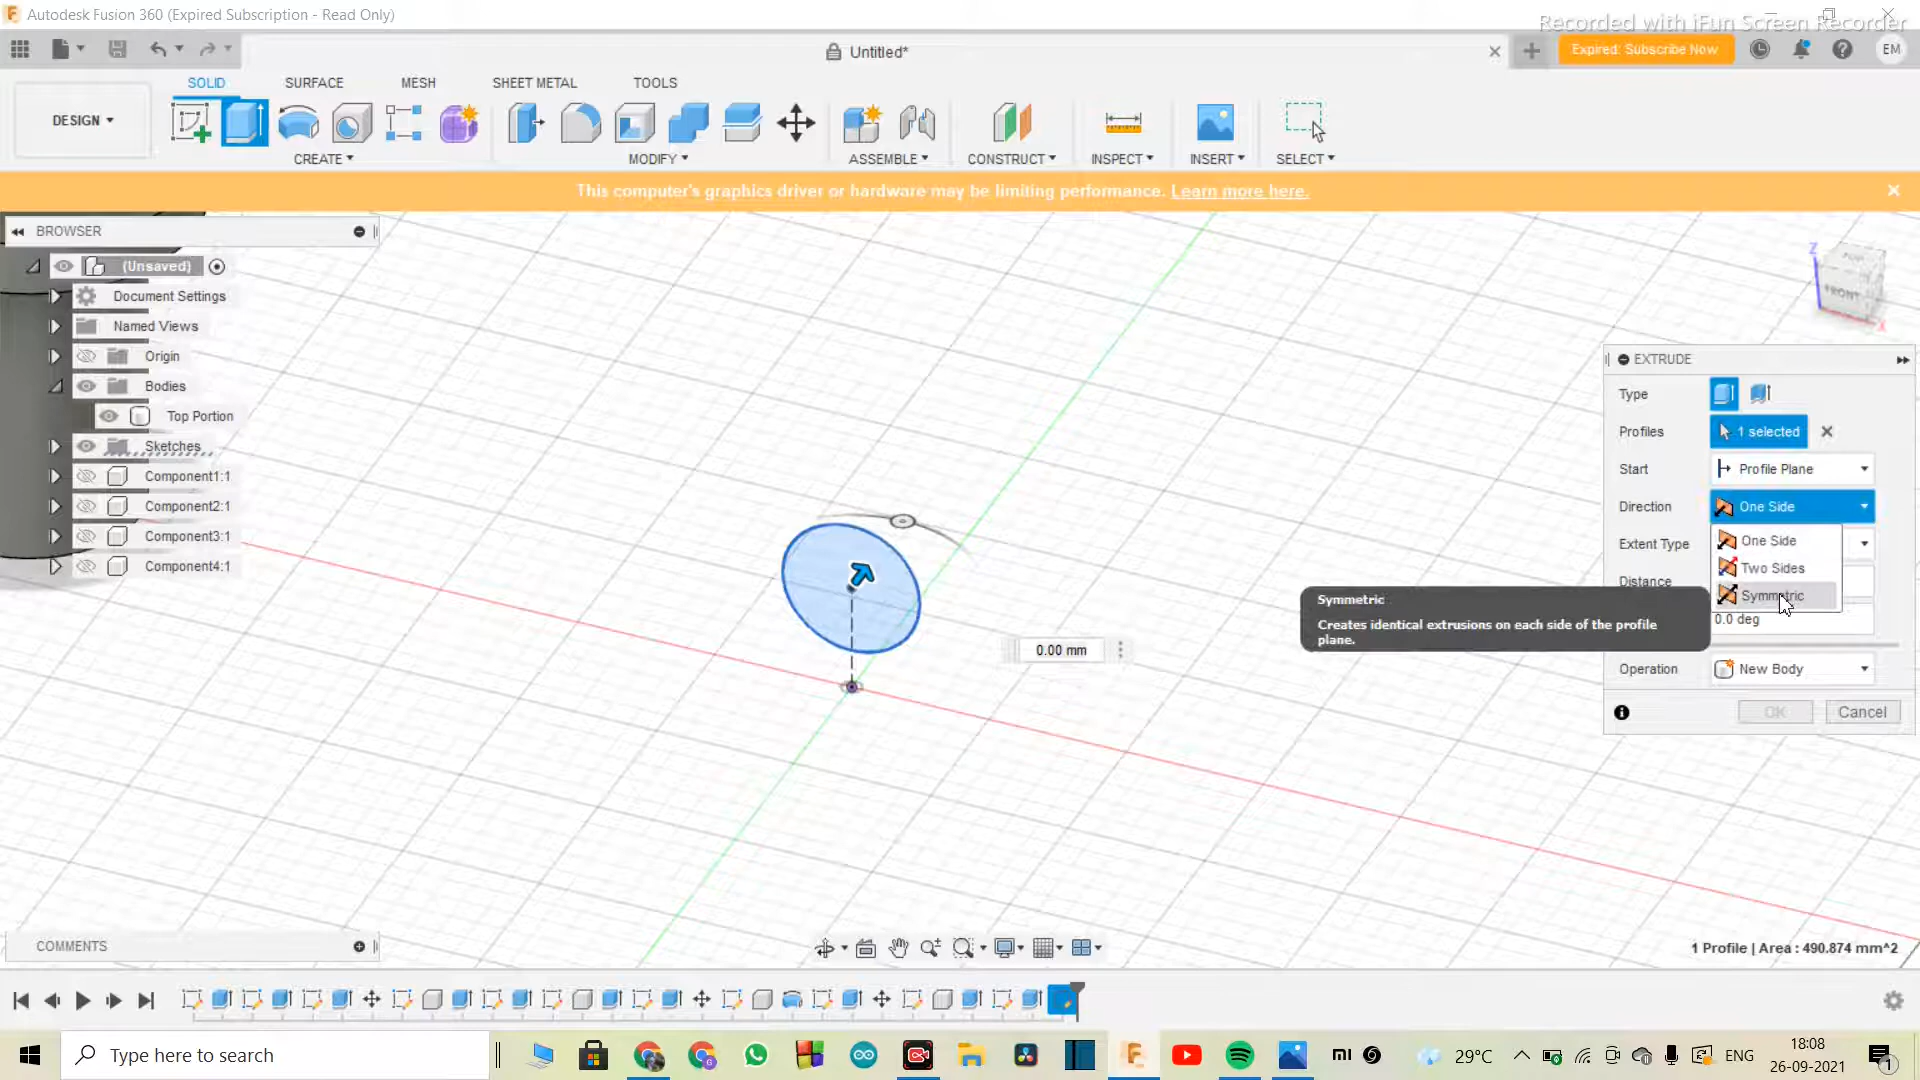 Autodesk Fusion 360 (Expired Subscription - Read Only)
Recorded with iFun Screen Recorder
Untitled*
Expired: Subscribe Now
EM
SOLID
SURFACE
MESH
SHEET METAL
TOOLS
DESIGN
CREATE
MODIFY
ASSEMBLE
CONSTRUCT
INSPECT
INSERT
SELECT
This computer's graphics driver or hardware may be limiting performance. Learn more here.
BROWSER
(Unsaved)
Document Settings
Named Views
Origin
Bodies
Top Portion
Sketches
Component1:1
Component2:1
Component3:1
Component4:1
Z
TOP
FRONT
X
EXTRUDE
Type
Profiles
1 selected
Start
Profile Plane
Direction
One Side
One Side
Two Sides
Symmetric
Extent Type
Distance
0.0 deg
Operation
New Body
OK
Cancel
Symmetric
Creates identical extrusions on each side of the profile
plane.
0.00 mm
COMMENTS
1 Profile | Area : 490.874 mm^2
Type here to search
29°C
ENG
18:08
26-09-2021
1